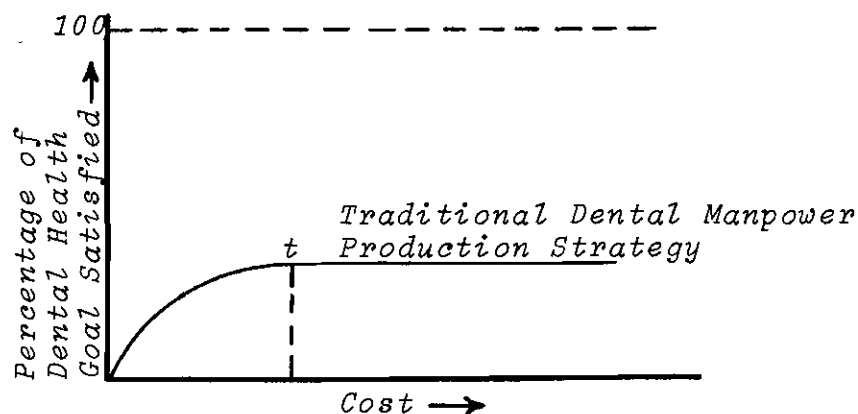 100
Percentage of
Dental Health
Goal Satisfied
Traditional Dental Manpower
t Production Strategy
Cost